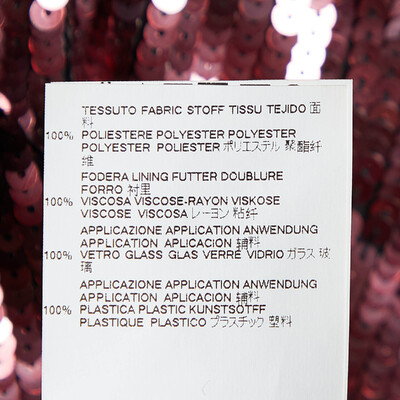 TESSUTO FABRIC STOFF TISSU TEJIDO 面
料
100% POLIESTERE POLYESTER POLYESTER
POLYESTER POLIESTER ポリエステル 聚酯纤
维
FODERA LINING FUTTER DOUBLURE
FORRO 衬里
100% VISCOSA VISCOSE-RAYON VISKOSE
VISCOSE VISCOSA レーヨン 粘纤
APPLICAZIONE APPLICATION ANWENDUNG
APPLICATION APLICACION 辅料
100% VETRO GLASS GLAS VERRE VIDRIO ガラス 玻
璃
APPLICAZIONE APPLICATION ANWENDUNG
APPLICATION APLICACION 辅料
100% PLASTICA PLASTIC KUNSTSOTFF
PLASTIQUE PLASTICO プラスチック 塑料